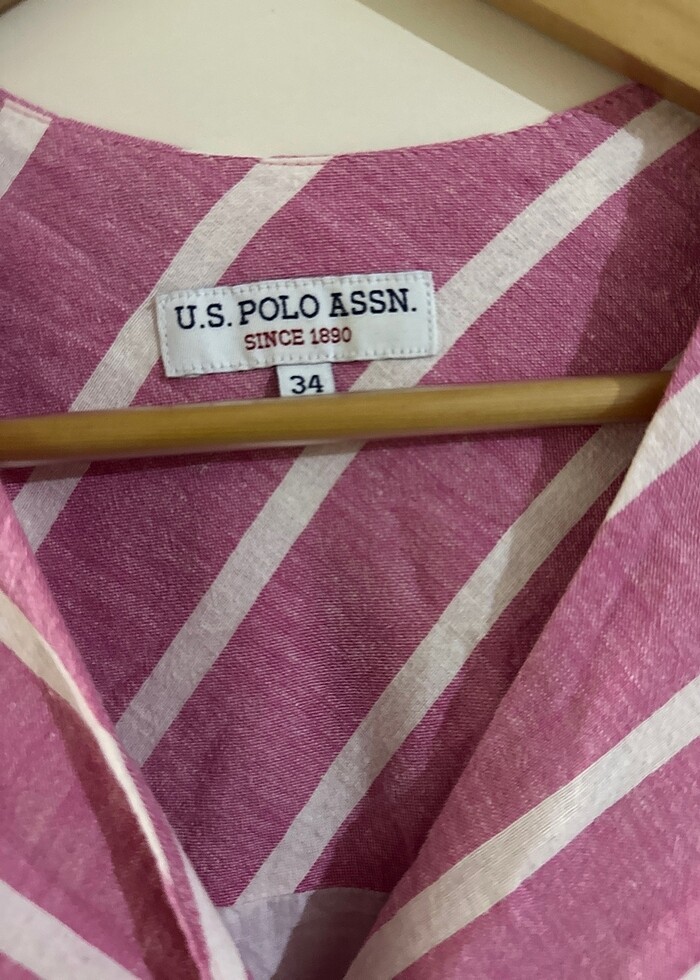 U.S. POLO ASSN.
SINCE 1890
34